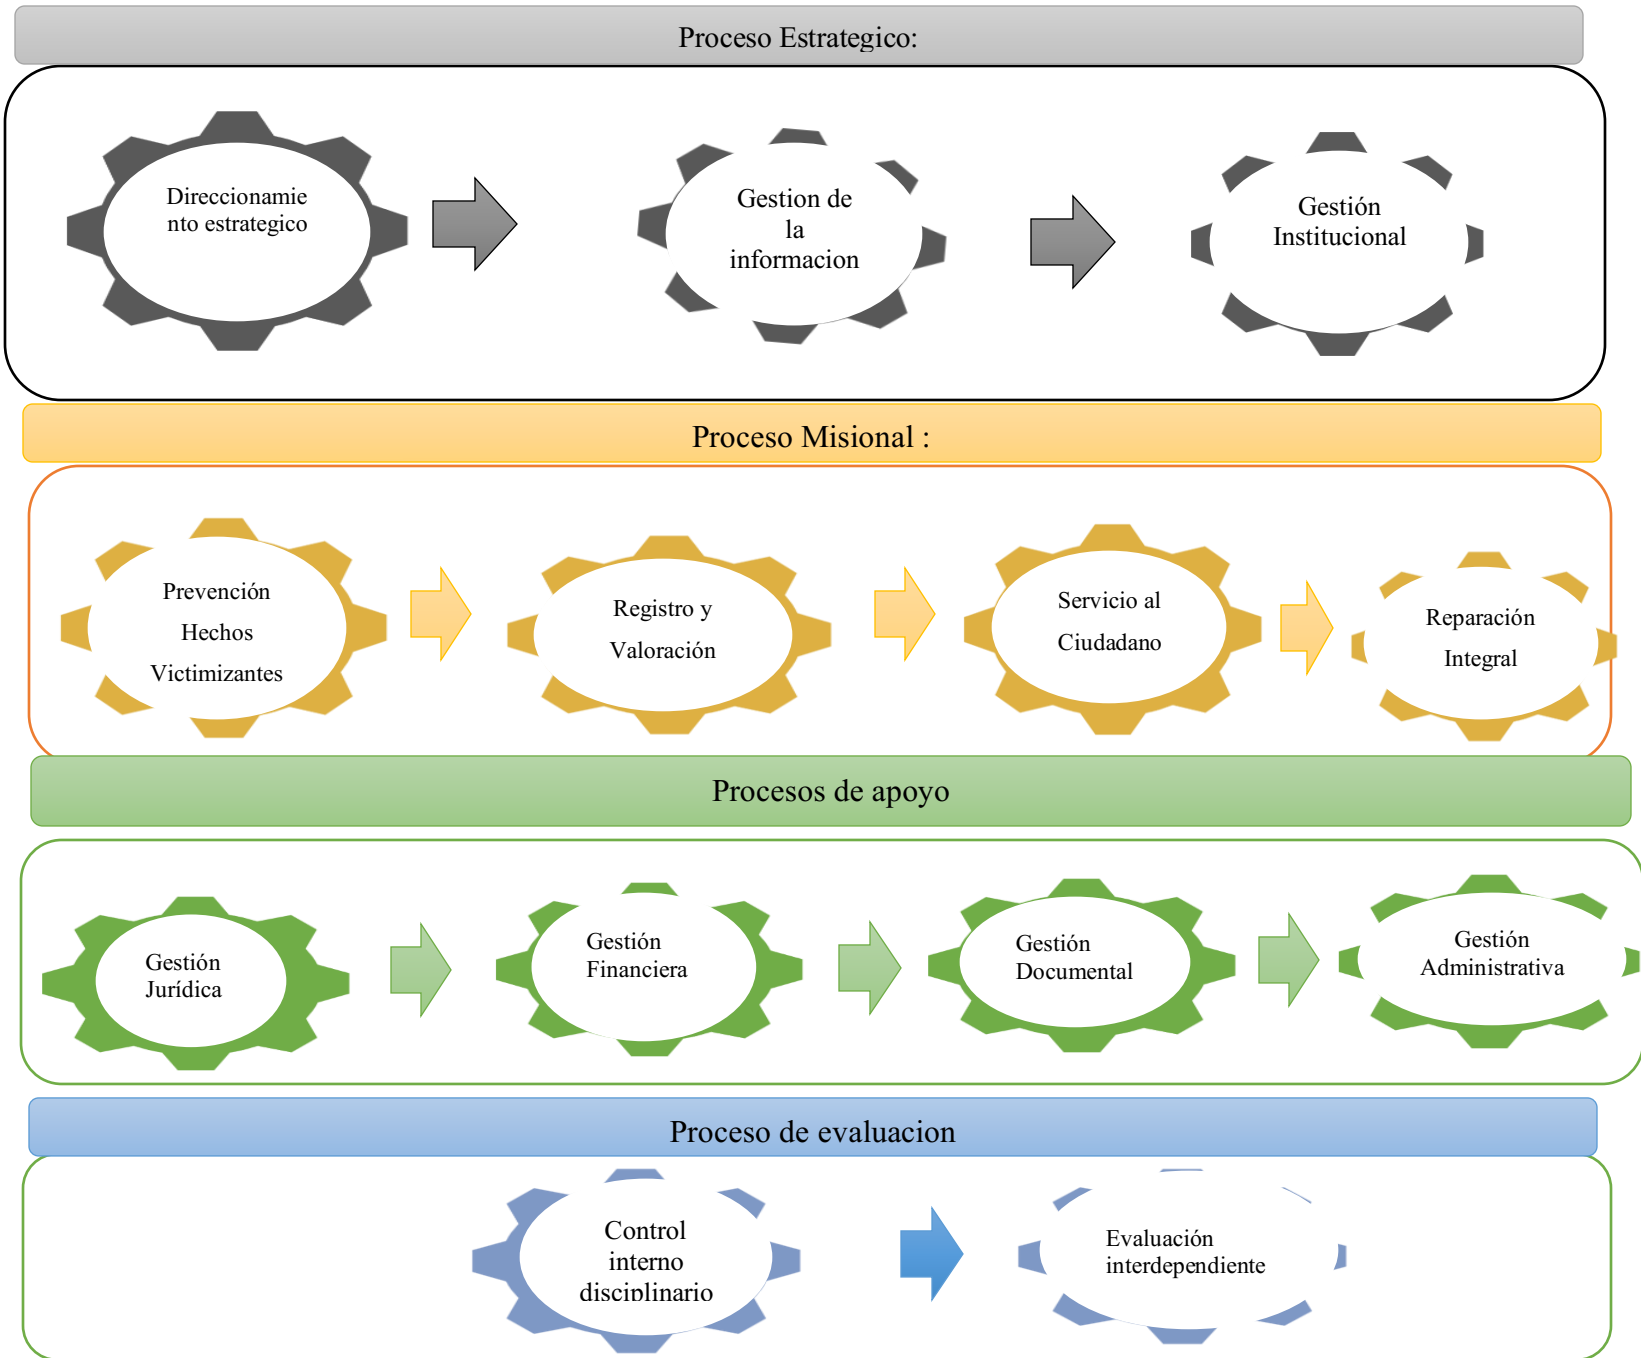 Proceso Estrategico:
Direccionamie
nto estrategico
Gestion de
la
informacion
Gestión
Institucional
Proceso Misional :
Prevención
Hechos
Victimizantes
Registro y
Valoración
Servicio al
Ciudadano
Reparación
Integral
Procesos de apoyo
Gestión
Jurídica
Gestión
Financiera
Gestión
Documental
Gestión
Administrativa
Proceso de evaluacion
Control
interno
disciplinario
Evaluación
interdependiente